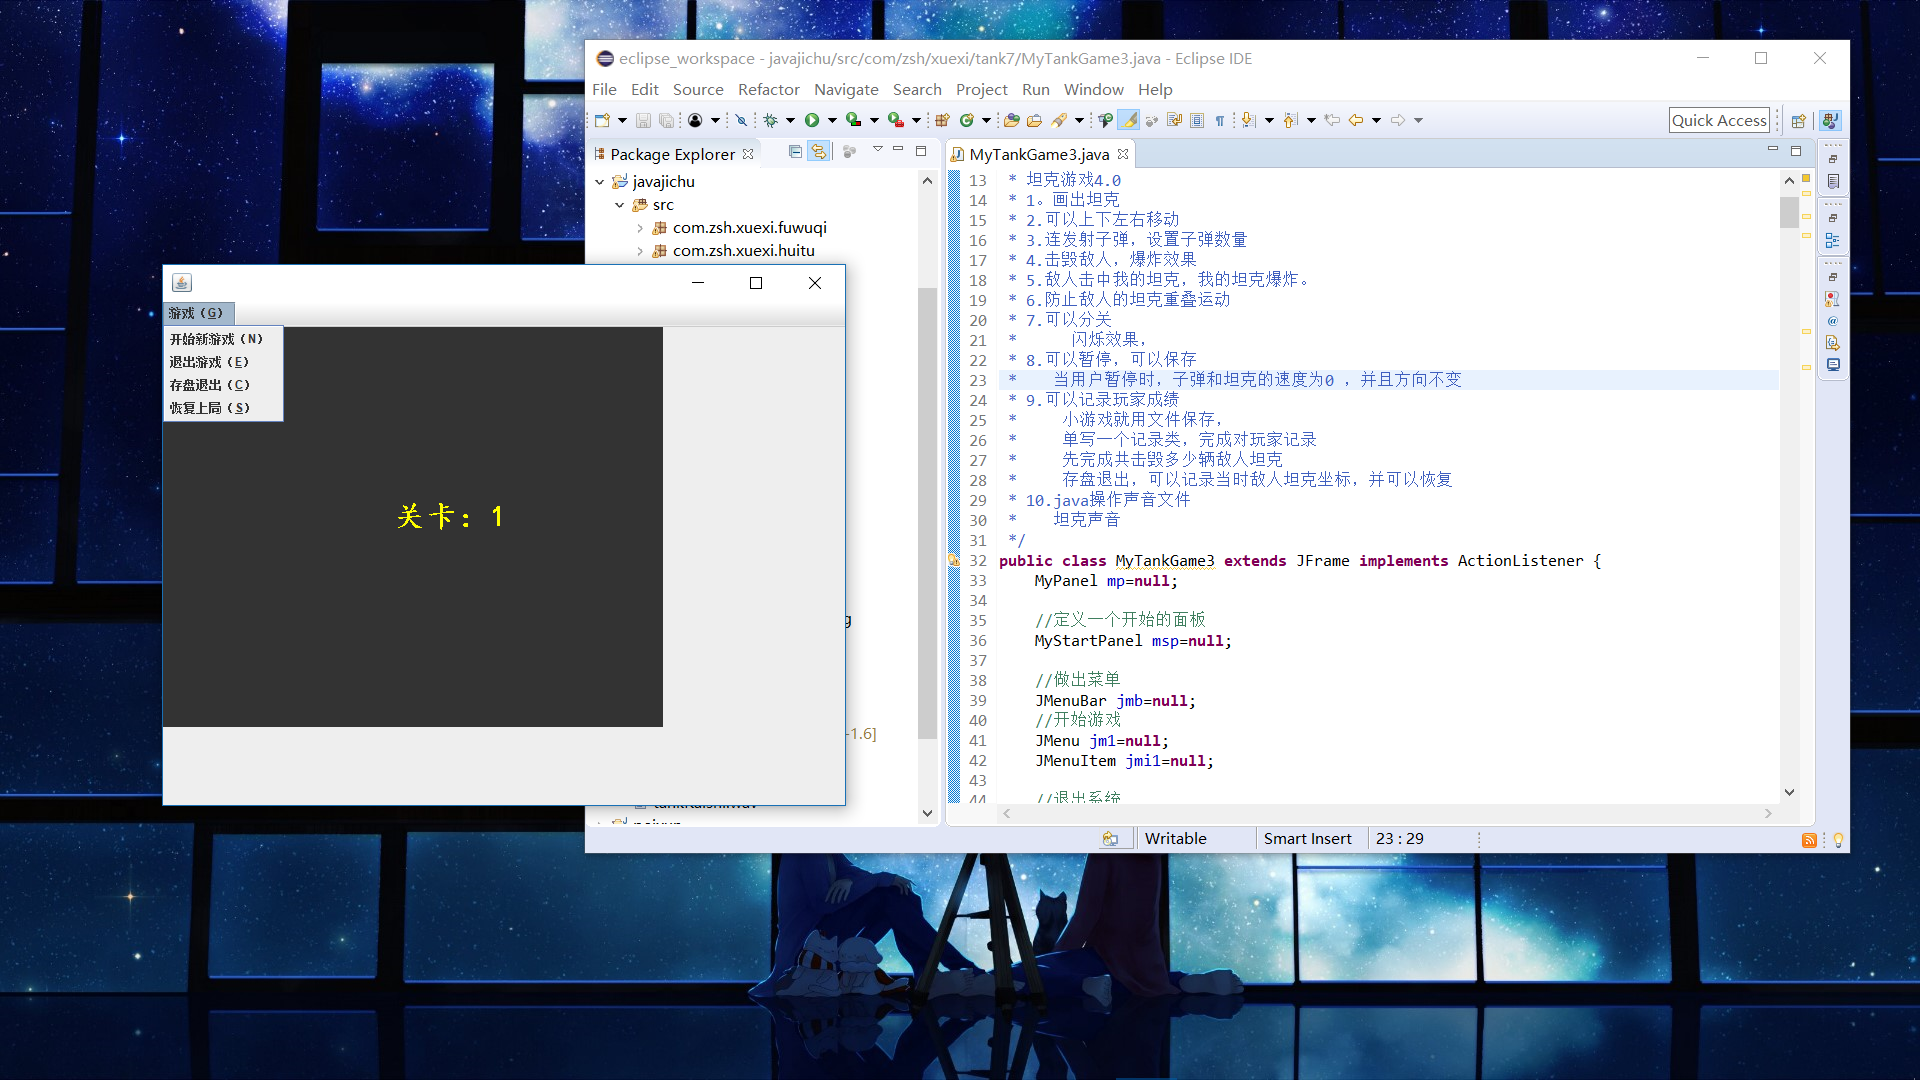 eclipse_workspace - javajichu/src/com/zsh/xuexi/tank7/MyTankGame3.java - Eclipse IDE
File Edit Source Refactor Navigate Search Project Run Window Help
Quick Access
Package Explorer
javajichu
src
com.zsh.xuexi.fuwuqi
com.zsh.xuexi.huitu
g
-1.6]
游戏（G）
开始新游戏（N）
退出游戏（E）
存盘退出（C）
恢复上局（S）
关卡：1
MyTankGame3.java
13 * 坦克游戏4.0
14 * 1。画出坦克
15 * 2.可以上下左右移动
16 * 3.连发射子弹，设置子弹数量
17 * 4.击毁敌人，爆炸效果
18 * 5.敌人击中我的坦克，我的坦克爆炸。
19 * 6.防止敌人的坦克重叠运动
20 * 7.可以分关
21 * 闪烁效果，
22 * 8.可以暂停，可以保存
23 * 当用户暂停时，子弹和坦克的速度为0 ，并且方向不变
24 * 9.可以记录玩家成绩
25 * 小游戏就用文件保存，
26 * 单写一个记录类，完成对玩家记录
27 * 先完成共击毁多少辆敌人坦克
28 * 存盘退出，可以记录当时敌人坦克坐标，并可以恢复
29 * 10.java操作声音文件
30 * 坦克声音
31 */
32 public class MyTankGame3 extends JFrame implements ActionListener {
33 MyPanel mp=null;
34
35 //定义一个开始的面板
36 MyStartPanel msp=null;
37
38 //做出菜单
39 JMenuBar jmb=null;
40 //开始游戏
41 JMenu jm1=null;
42 JMenuItem jmi1=null;
43
44 //退出系统
Writable Smart Insert 23 : 29